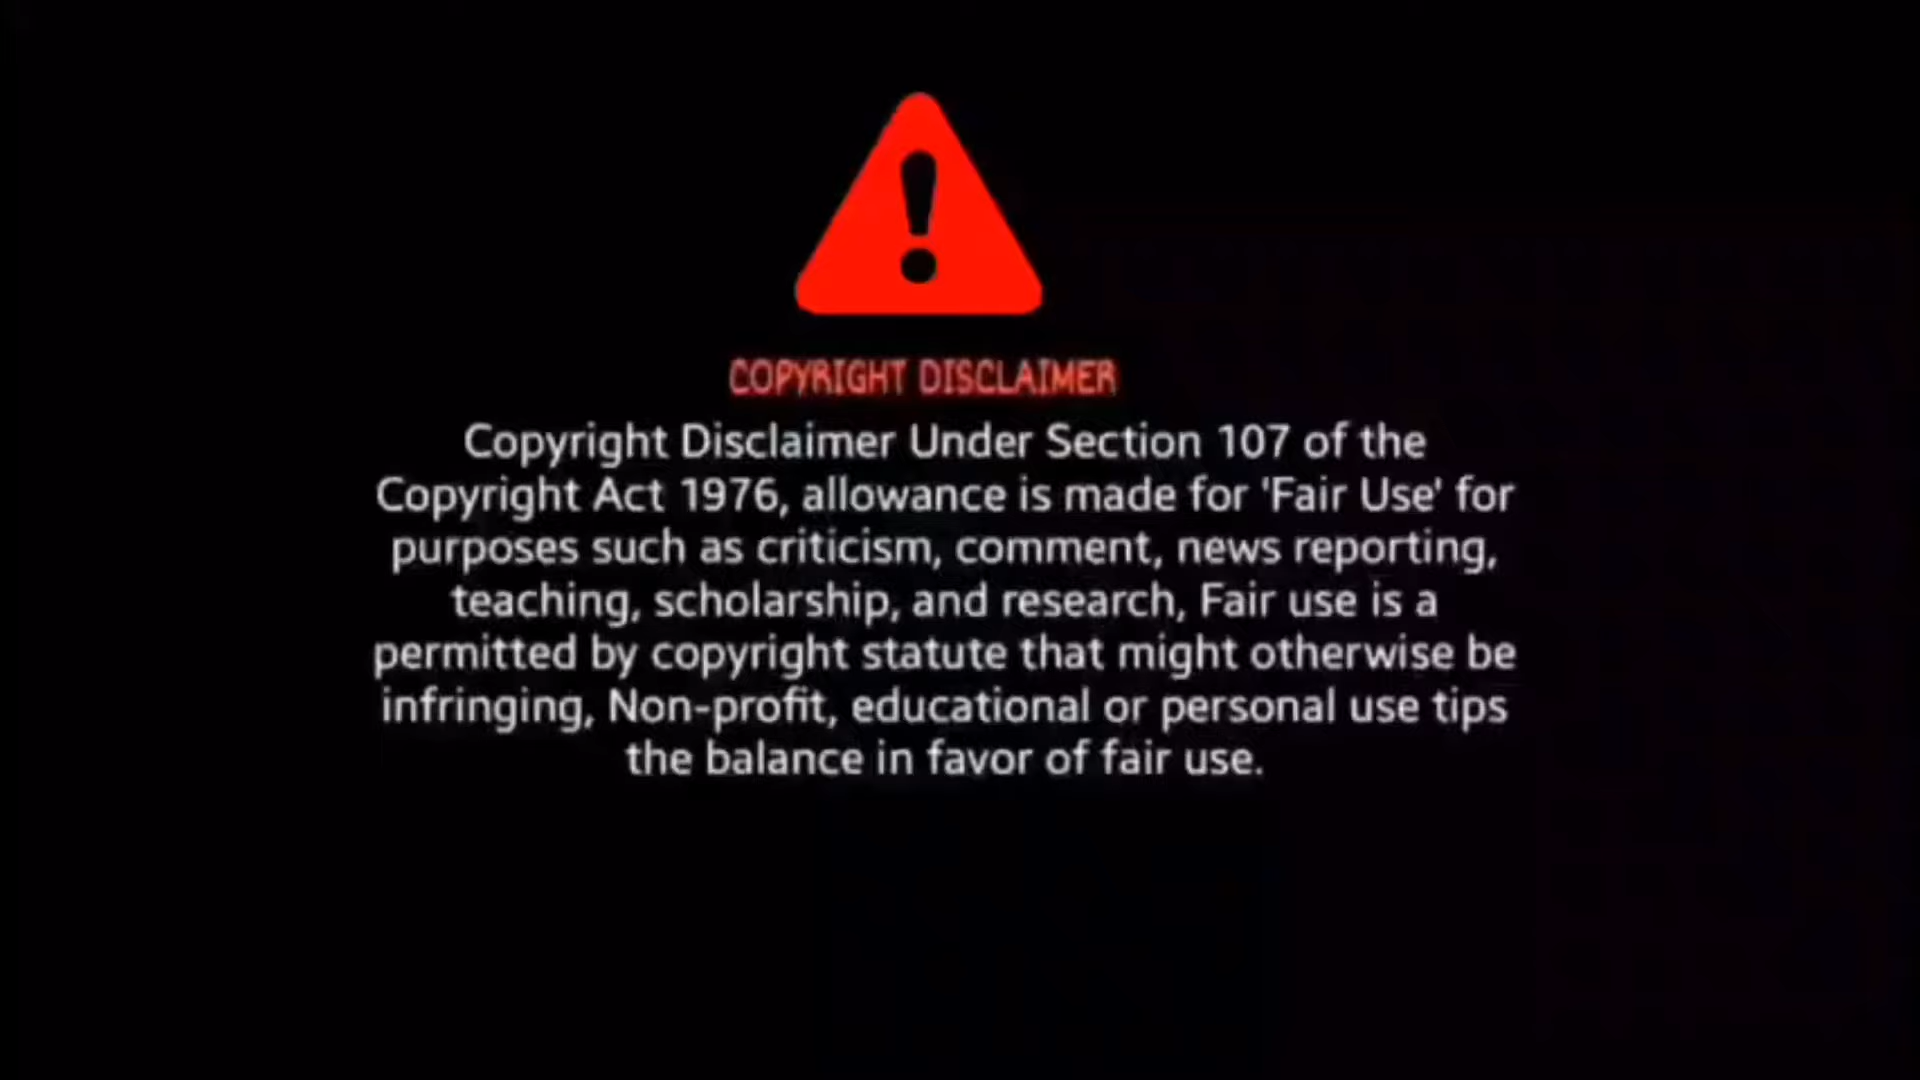 COPYRIGHT DISCLAIMER
Copyright Disclaimer Under Section 107 of the
Copyright Act 1976, allowance is made for 'Fair Use' for
purposes such as criticism, comment, news reporting,
teaching, scholarship, and research, Fair use is a
permitted by copyright statute that might otherwise be
infringing, Non-profit, educational or personal use tips
the balance in favor of fair use.